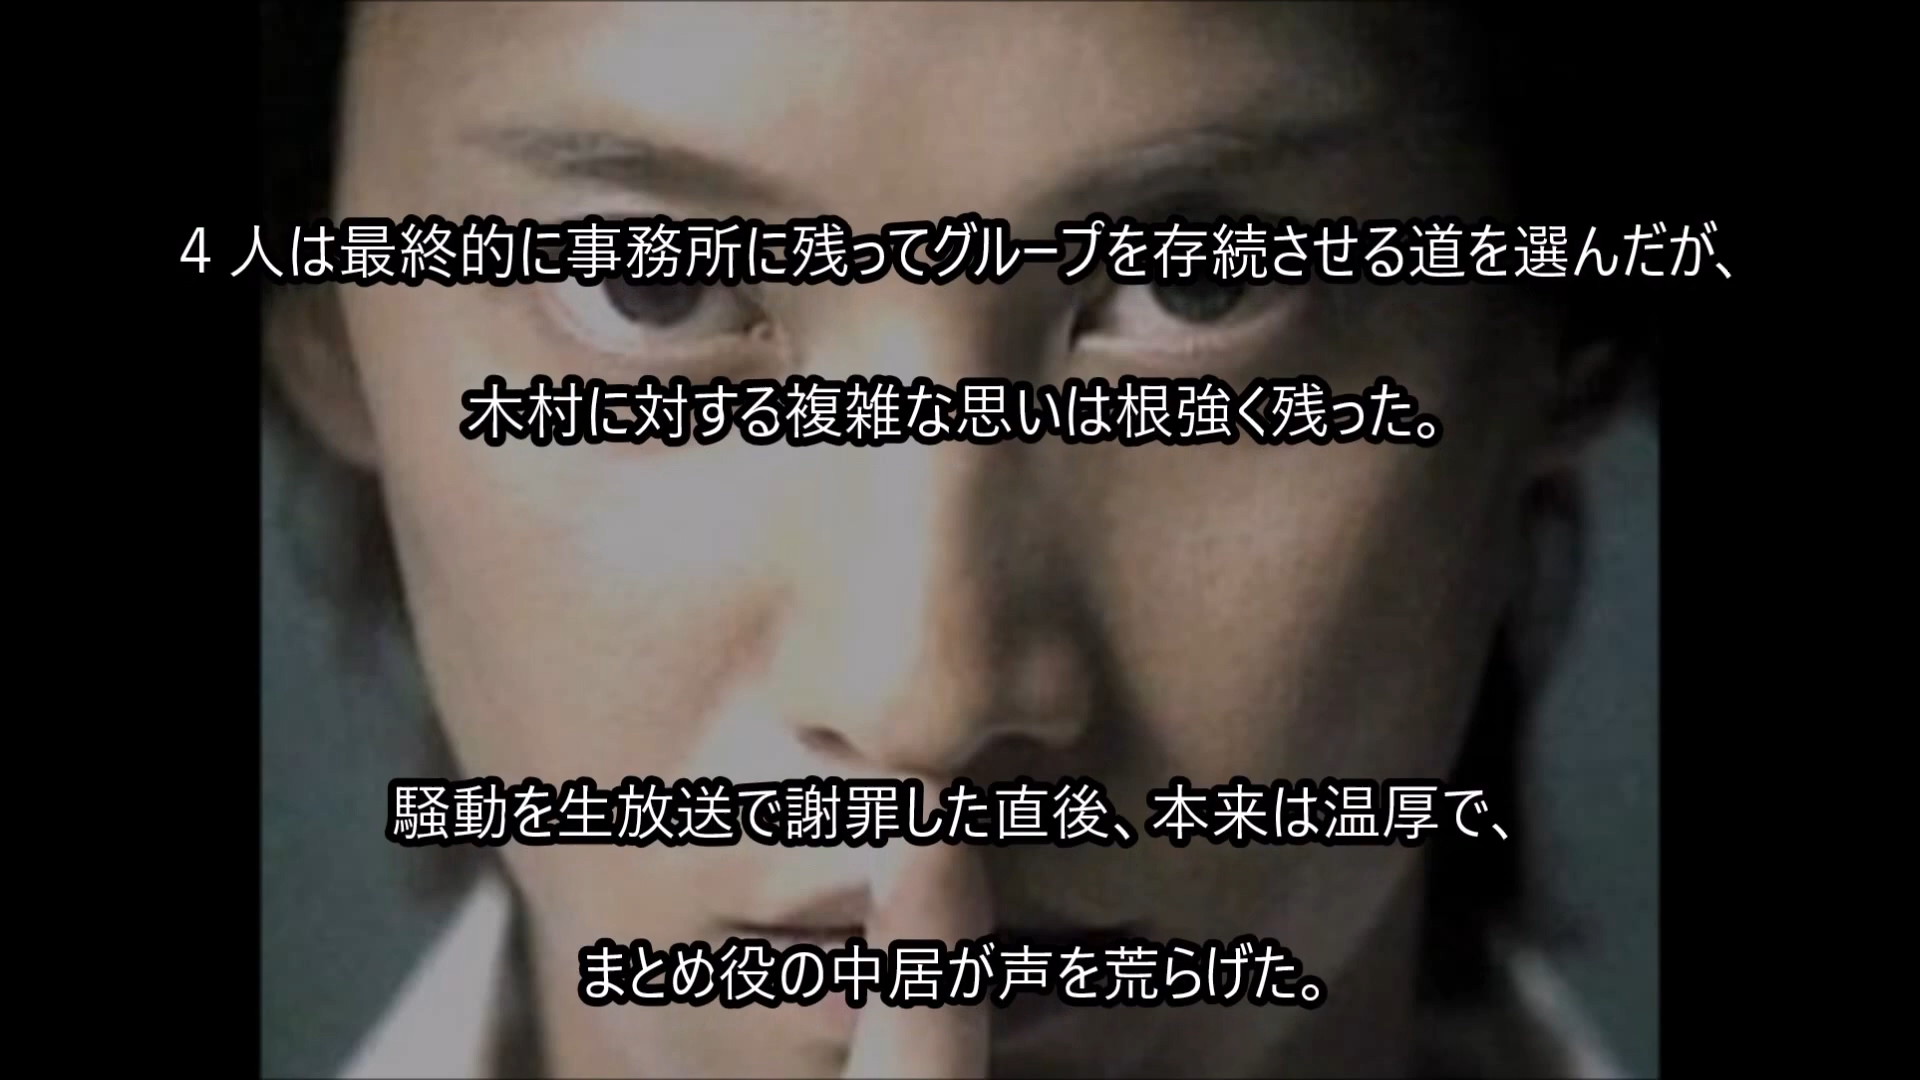 4 人は最終的に事務所に残ってグループを存続させる道を選んだが、
木村に対する複雑な思いは根強く残った。
騒動を生放送で謝罪した直後、本来は温厚で、
まとめ役の中居が声を荒らげた。